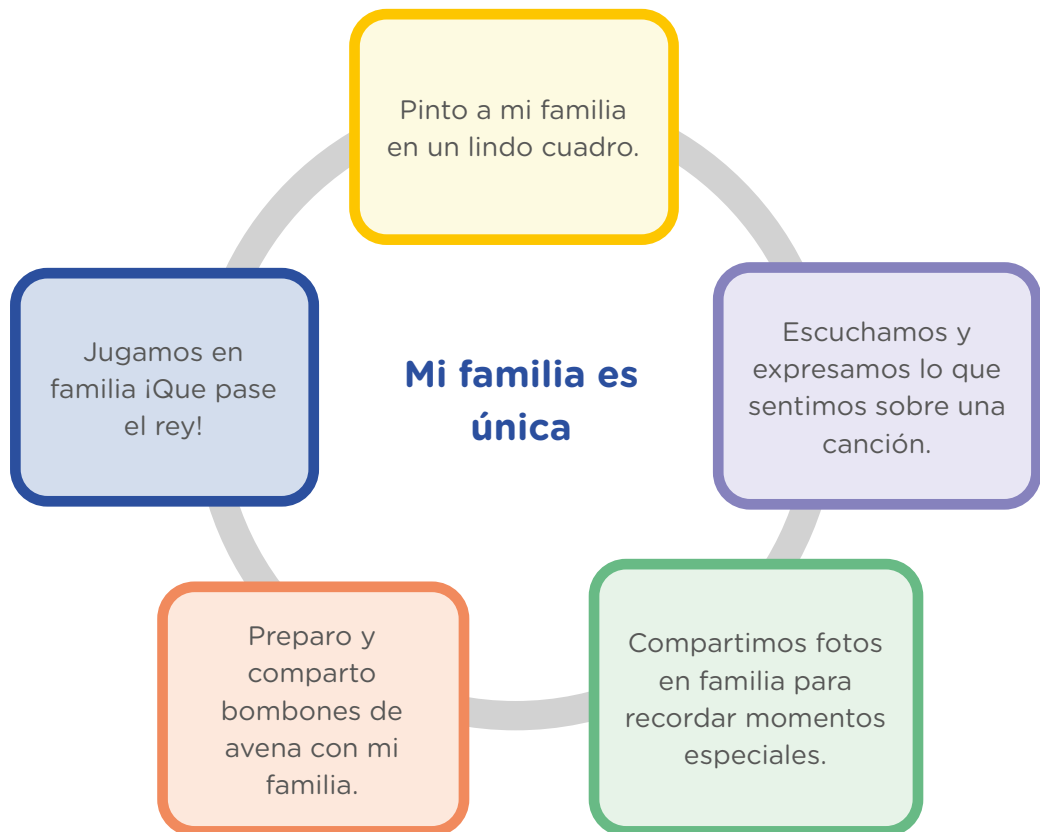 Pinto a mi familia
en un lindo cuadro.
Escuchamos y
expresamos lo que
sentimos sobre una
canción.
Compartimos fotos
en familia para
recordar momentos
especiales.
Preparo y
comparto
bombones de
avena con mi
familia.
Jugamos en
familia ¡Que pase
el rey!
Mi familia es
única